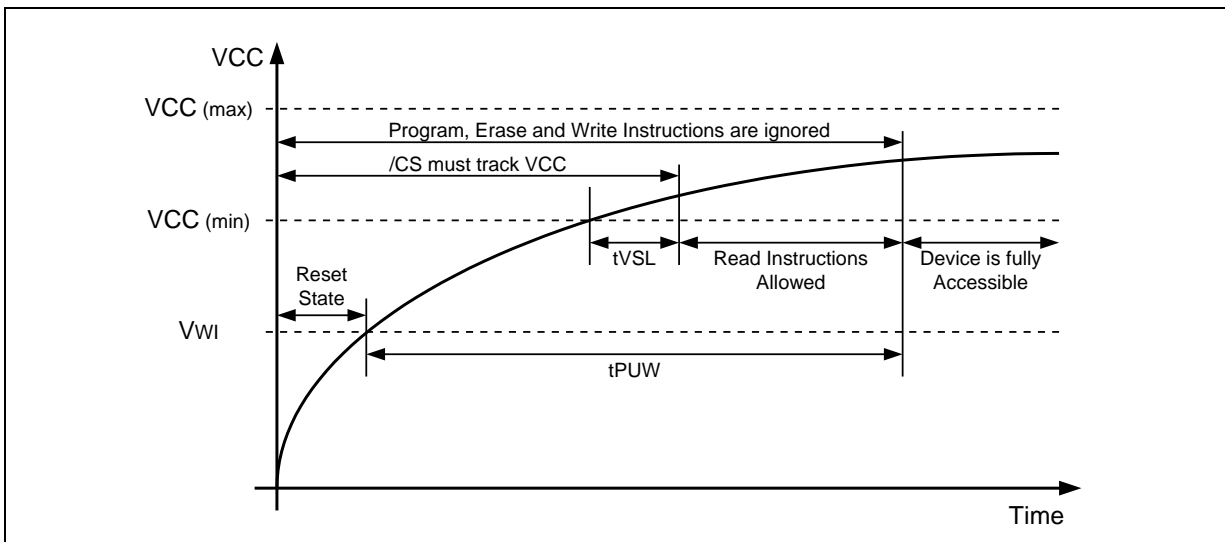 VCC
VCC (max)
Program, Erase and Write Instructions are ignored
/CS must track VCC
VCC (min)
tVSL
Read Instructions
Allowed
Device is fully
Accessible
Reset
State
VWI
tPUW
Time